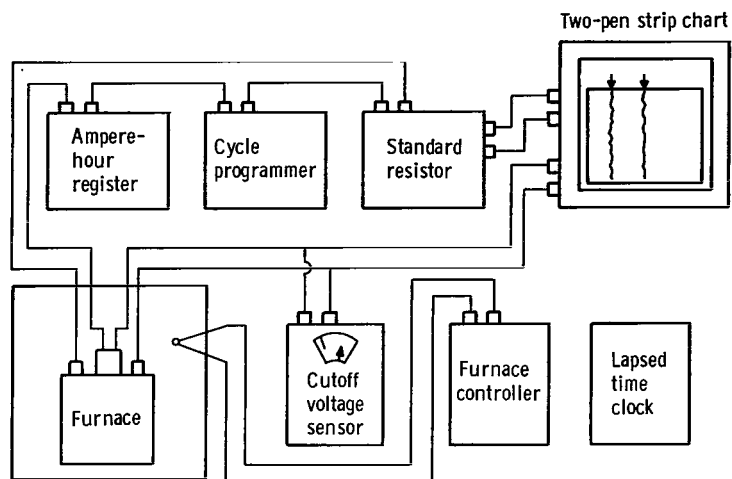 Two-pen strip chart
Ampere-
hour
register
Cycle
programmer
Standard
resistor
Furnace
Cutoff
voltage
sensor
Furnace
controller
Lapsed
time
clock